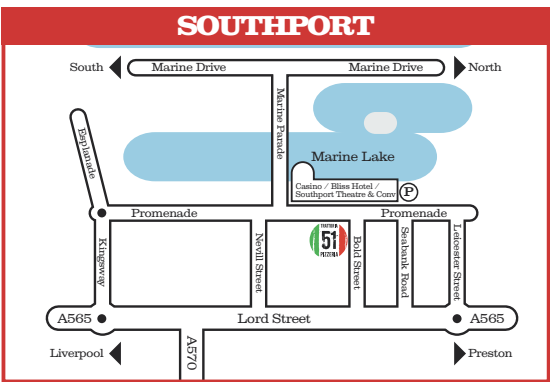 SOUTHPORT
South
Marine Drive
Marine Drive
North
Esplanade
Marine Parade
Marine Lake
Casino / Bliss Hotel /
Southport Theatre & Conv
P
Promenade
Promenade
Kingsway
Nevill Street
TRATTORIA
51
PIZZERIA
Bold Street
Seabank Road
Leicester Street
A565
Lord Street
A565
Liverpool
A570
Preston